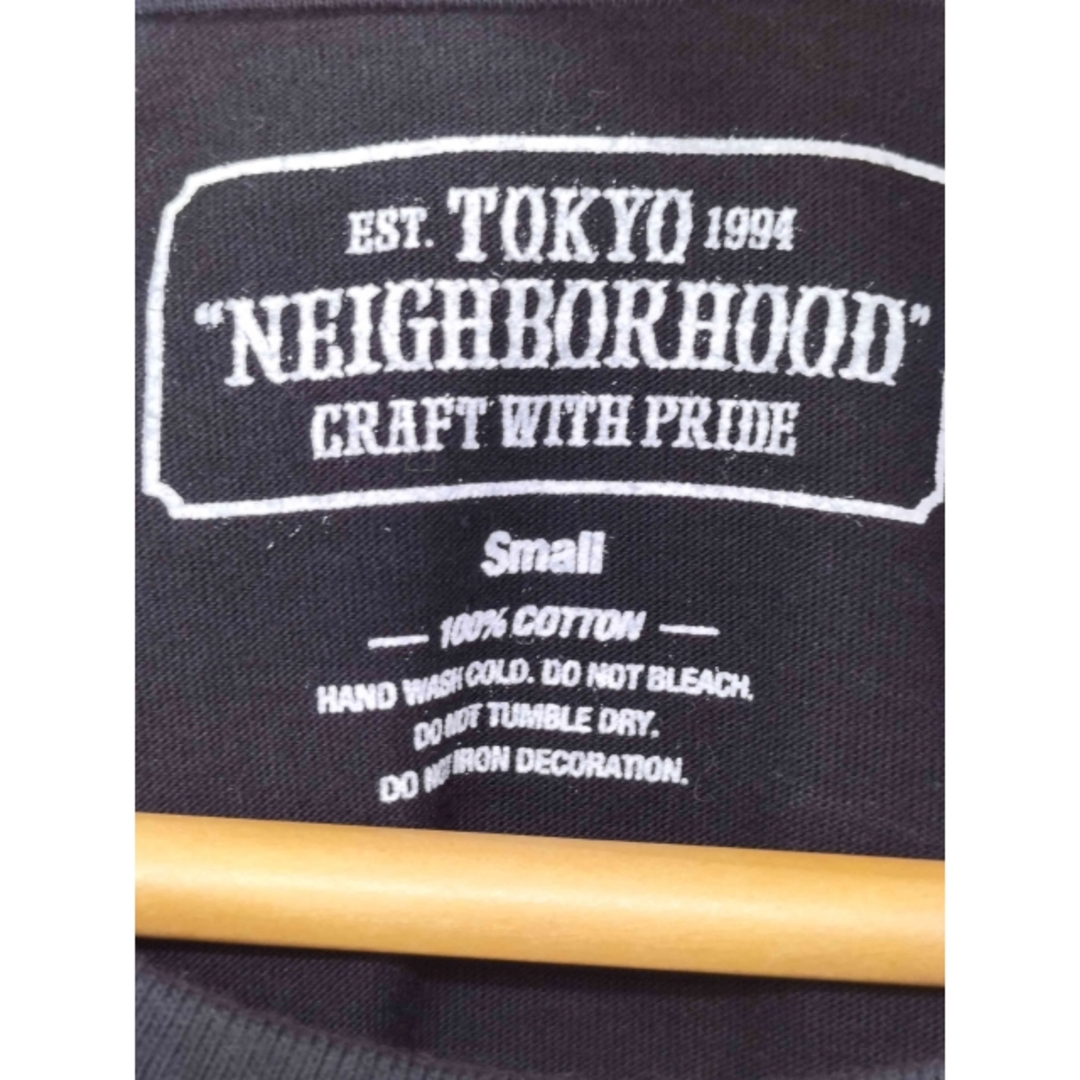 EST. TOKYO 1994
"NEIGHBORHOOD"
CRAFT WITH PRIDE
Small
100% COTTON
HAND WASH COLD. DO NOT BLEACH.
DO NOT TUMBLE DRY.
DO NOT IRON DECORATION.